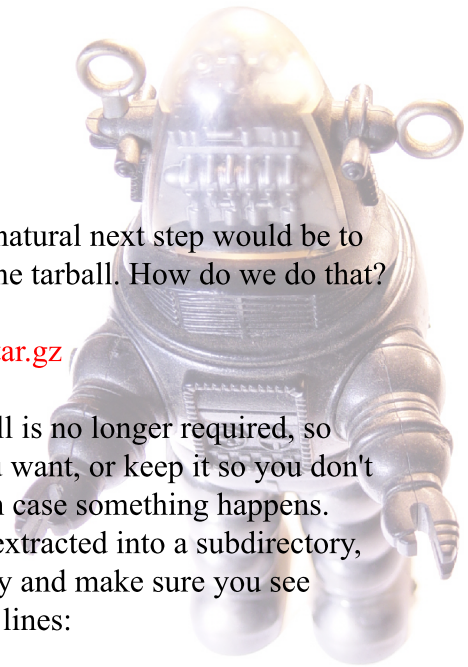 natural next step would be to
he tarball. How do we do that?
tar.gz
ll is no longer required, so
u want, or keep it so you don't
n case something happens.
extracted into a subdirectory,
y and make sure you see
lines: